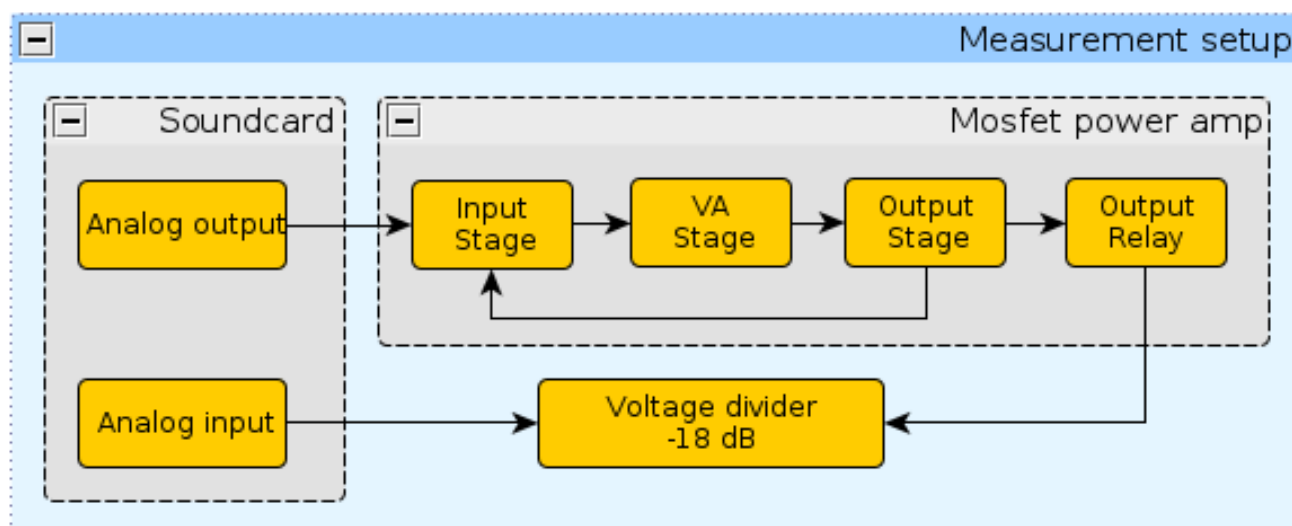 Measurement setup
Soundcard
Mosfet power amp
Analog output
Input
Stage
VA
Stage
Output
Stage
Output
Relay
Analog input
Voltage divider
-18 dB